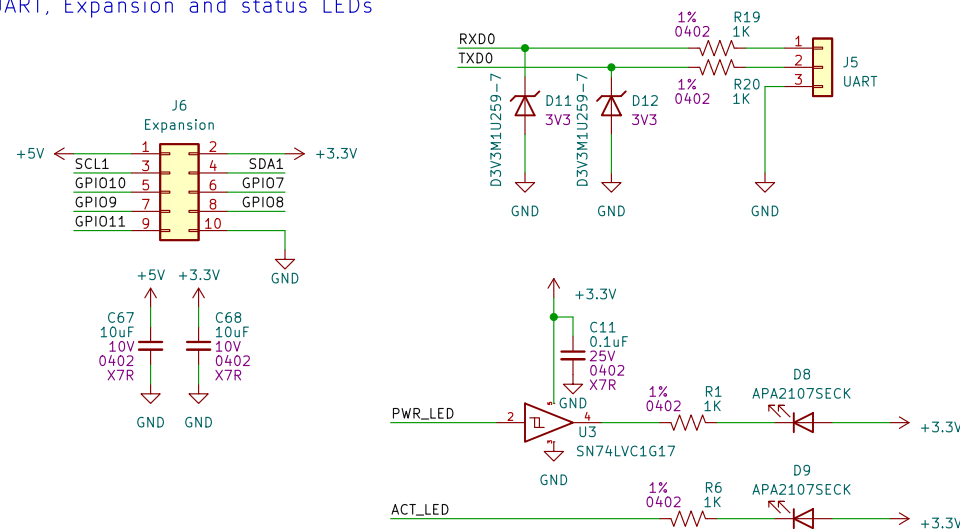 UART, Expansion and status LEDs
1% R19
0402 1K
RXD0 1
TXD0 2 J5
3 UART
1% R20
0402 1K
D3V3M1U259-7 D11
3V3
D3V3M1U259-7 D12
3V3
GND GND GND
J6
Expansion
+5V 1 2 +3.3V
SCL1 3 4 SDA1
GPIO10 5 6 GPIO7
GPIO9 7 8 GPIO8
GPIO11 9 10
GND
+5V +3.3V
C67 C68
10uF 10uF
10V 10V
0402 0402
X7R X7R
GND GND
+3.3V
C11
0.1uF
25V
0402
X7R
GND
PWR_LED 2 5 4 3
U3
SN74LVC1G17
GND
1% R1
0402 1K
D8
APA2107SECK
+3.3V
ACT_LED
1% R6
0402 1K
D9
APA2107SECK
+3.3V